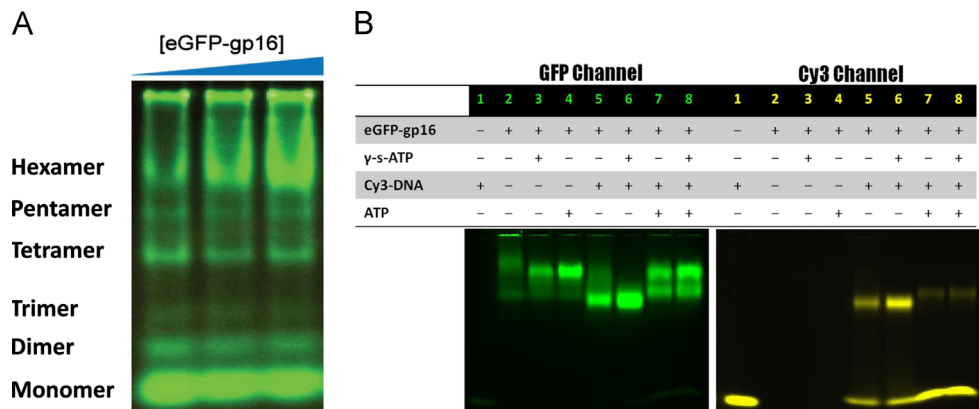 A
[eGFP-gp16]
Hexamer
Pentamer
Tetramer
Trimer
Dimer
Monomer
B
GFP Channel Cy3 Channel
1 2 3 4 5 6 7 8 1 2 3 4 5 6 7 8
eGFP-gp16 – + + + + + + + – + + + + + + +
γ-s-ATP – – + – – + – + – – + – – + – +
Cy3-DNA + – – – + + + + + – – – + + + +
ATP – – – + – – + + – – – + – – + +